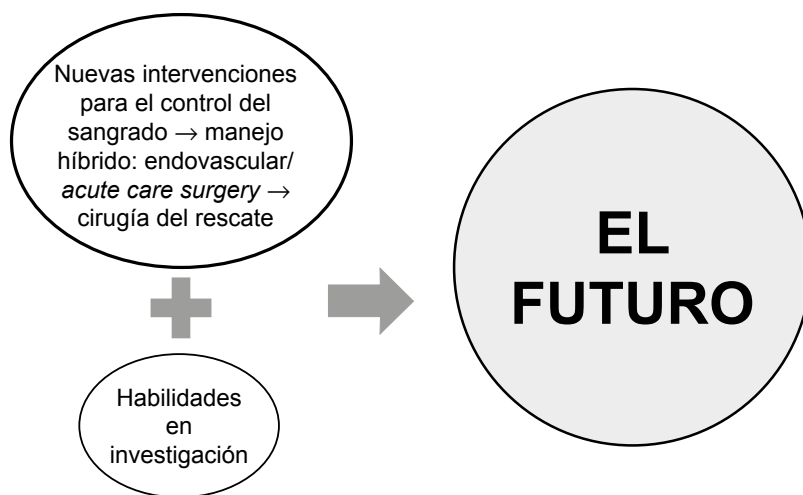 Nuevas intervenciones
para el control del
sangrado → manejo
híbrido: endovascular/
acute care surgery →
cirugía del rescate
Habilidades
en
investigación
EL
FUTURO